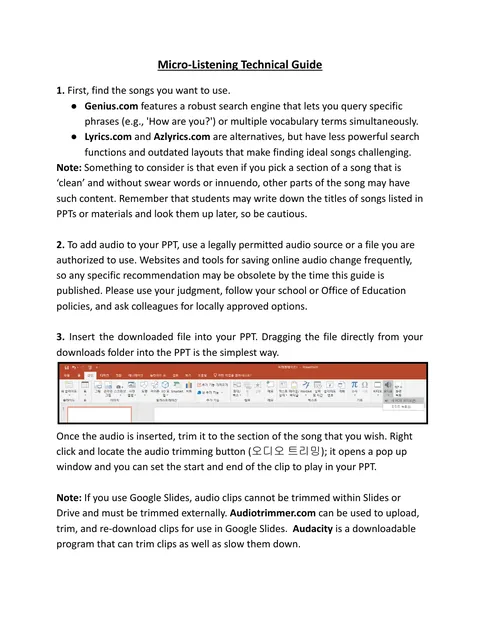 Micro-Listening Technical Guide
1. First, find the songs you want to use.
● Genius.com features a robust search engine that lets you query specific
phrases (e.g., 'How are you?') or multiple vocabulary terms simultaneously.
● Lyrics.com and Azlyrics.com are alternatives, but have less powerful search
functions and outdated layouts that make finding ideal songs challenging.
Note: Something to consider is that even if you pick a section of a song that is
‘clean’ and without swear words or innuendo, other parts of the song may have
such content. Remember that students may write down the titles of songs listed in
PPTs or materials and look them up later, so be cautious.
2. To add audio to your PPT, use a legally permitted audio source or a file you are
authorized to use. Websites and tools for saving online audio change frequently,
so any specific recommendation may be obsolete by the time this guide is
published. Please use your judgment, follow your school or Office of Education
policies, and ask colleagues for locally approved options.
3. Insert the downloaded file into your PPT. Dragging the file directly from your
downloads folder into the PPT is the simplest way.
Once the audio is inserted, trim it to the section of the song that you wish. Right
click and locate the audio trimming button (오디오 트리밍); it opens a pop up
window and you can set the start and end of the clip to play in your PPT.
Note: If you use Google Slides, audio clips cannot be trimmed within Slides or
Drive and must be trimmed externally. Audiotrimmer.com can be used to upload,
trim, and re-download clips for use in Google Slides. Audacity is a downloadable
program that can trim clips as well as slow them down.